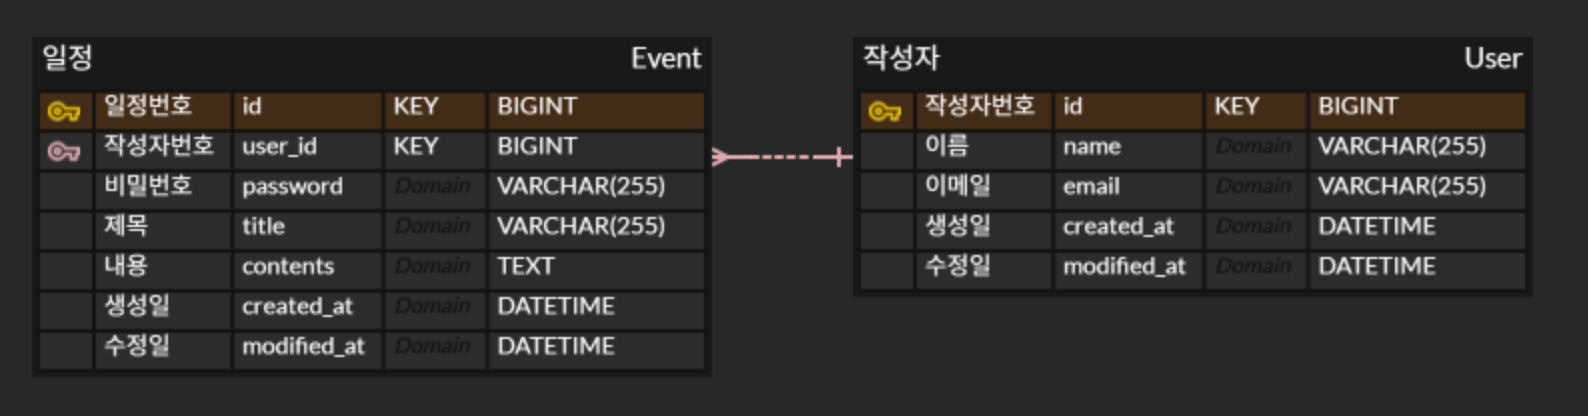 일정 Event
일정번호 id KEY BIGINT
작성자번호 user_id KEY BIGINT
비밀번호 password Domain VARCHAR(255)
제목 title Domain VARCHAR(255)
내용 contents Domain TEXT
생성일 created_at Domain DATETIME
수정일 modified_at Domain DATETIME
작성자 User
작성자번호 id KEY BIGINT
이름 name Domain VARCHAR(255)
이메일 email Domain VARCHAR(255)
생성일 created_at Domain DATETIME
수정일 modified_at Domain DATETIME